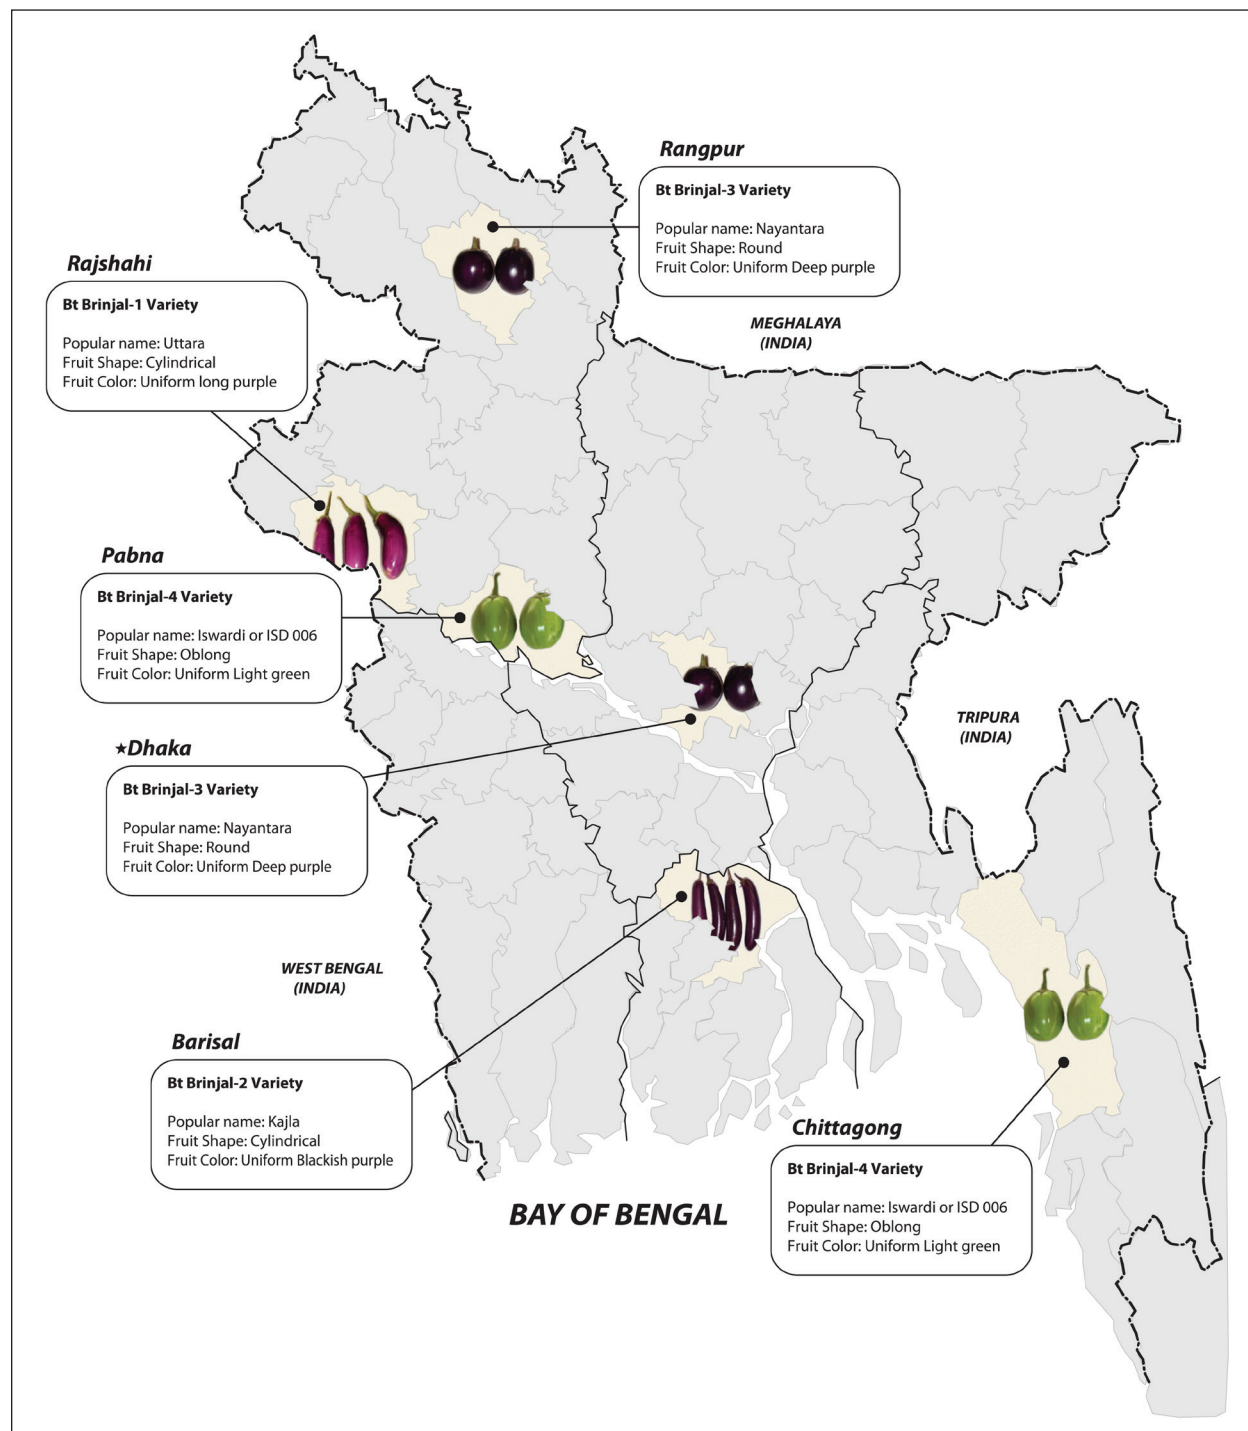 Rangpur
Bt Brinjal-3 Variety
Popular name: Nayantara
Fruit Shape: Round
Fruit Color: Uniform Deep purple
Rajshahi
Bt Brinjal-1 Variety
Popular name: Uttara
Fruit Shape: Cylindrical
Fruit Color: Uniform long purple
MEGHALAYA
(INDIA)
Pabna
Bt Brinjal-4 Variety
Popular name: Iswardi or ISD 006
Fruit Shape: Oblong
Fruit Color: Uniform Light green
TRIPURA
(INDIA)
★Dhaka
Bt Brinjal-3 Variety
Popular name: Nayantara
Fruit Shape: Round
Fruit Color: Uniform Deep purple
WEST BENGAL
(INDIA)
Barisal
Bt Brinjal-2 Variety
Popular name: Kajla
Fruit Shape: Cylindrical
Fruit Color: Uniform Blackish purple
Chittagong
Bt Brinjal-4 Variety
Popular name: Iswardi or ISD 006
Fruit Shape: Oblong
Fruit Color: Uniform Light green
BAY OF BENGAL